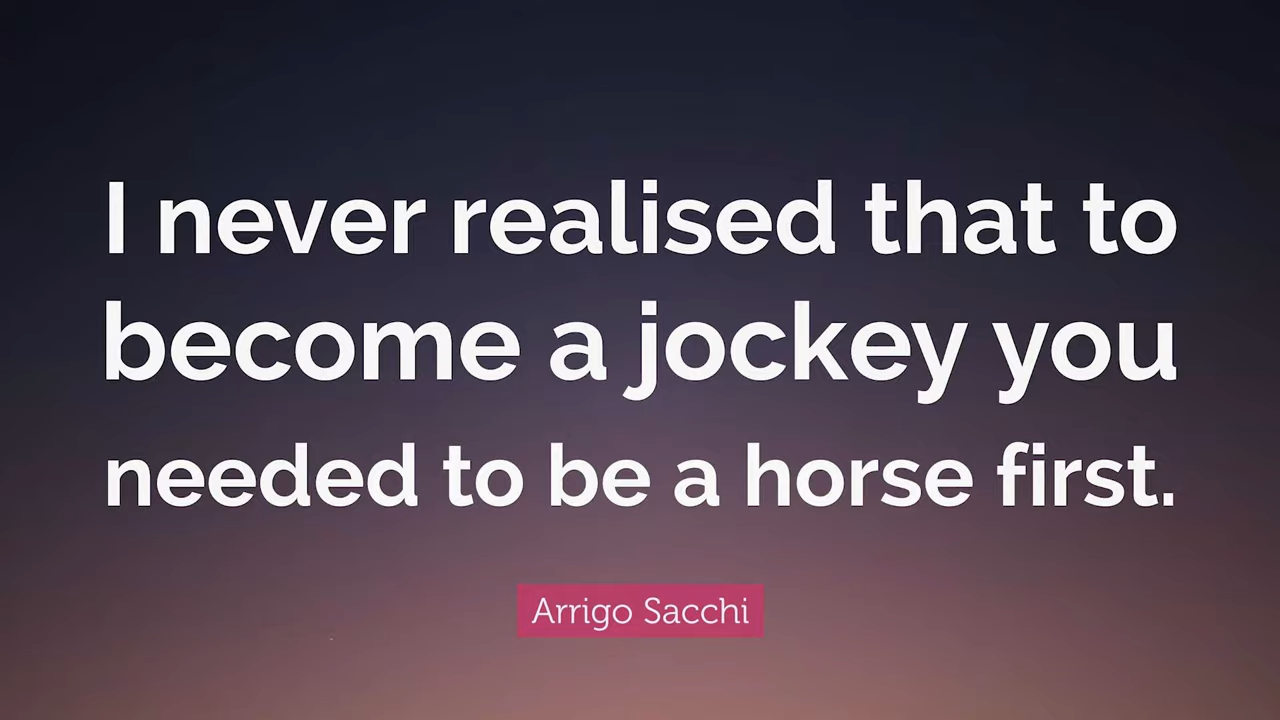 I never realised that to
become a jockey you
needed to be a horse first.
Arrigo Sacchi